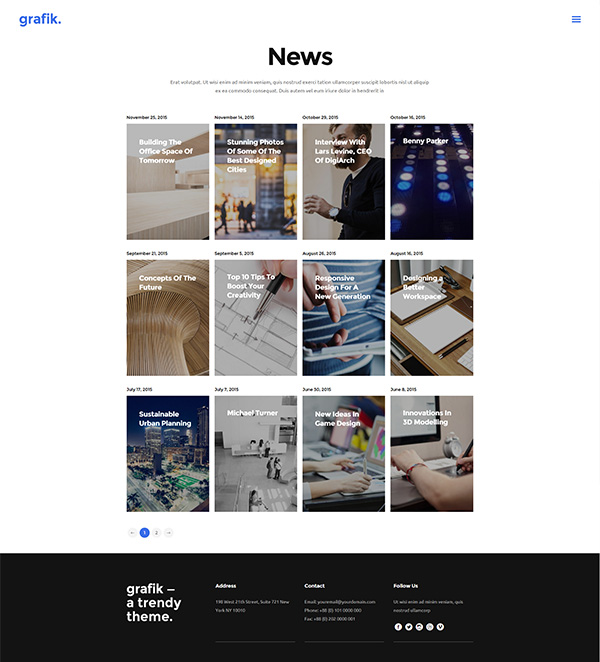 grafik.
News
Erat volutpat. Ut wisi enim ad minim veniam, quis nostrud exerci tation ullamcorper suscipit lobortis nisl ut aliquip
ex ea commodo consequat. Duis autem vel eum iriure dolor in hendrerit in
November 25, 2015
Building The
Office Space Of
Tomorrow
November 14, 2015
Stunning Photos
Of Some Of The
Best Designed
Cities
October 29, 2015
Interview With
Lars Levine, CEO
Of DigiArch
October 16, 2015
Benny Parker
September 21, 2015
Concepts Of The
Future
September 5, 2015
Top 10 Tips To
Boost Your
Creativity
August 26, 2015
Responsive
Design For A
New Generation
August 16, 2015
Designing a
Better
Workspace
July 17, 2015
Sustainable
Urban Planning
July 7, 2015
Michael Turner
June 30, 2015
New Ideas In
Game Design
June 8, 2015
Innovations In
3D Modelling
← 1 2 →
grafik –
a trendy
theme.
Address
198 West 21th Street, Suite 721 New
York NY 10010
Contact
Email: youremail@yourdomain.com
Phone: +88 (0) 101 0000 000
Fax: +88 (0) 202 0000 001
Follow Us
Ut wisi enim ad minim veniam, quis
nostrud ullamcorp